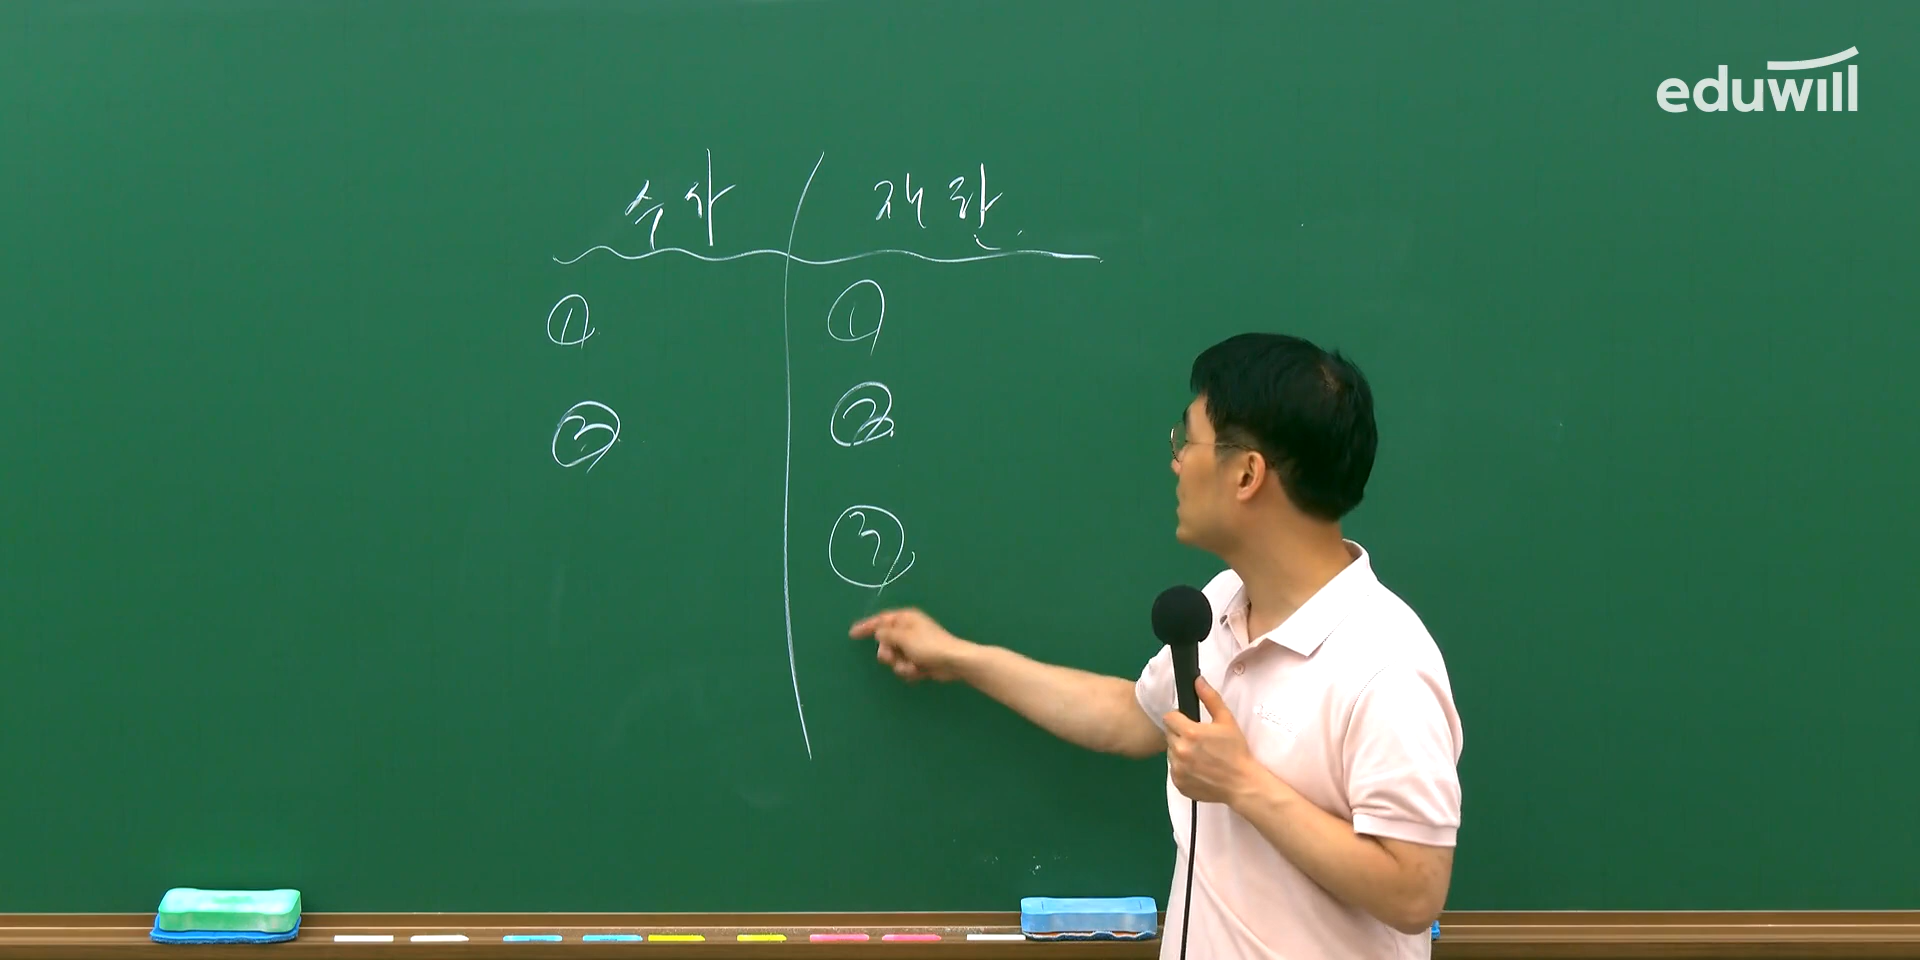 eduwill
수사 재판
① ①
② ②
③